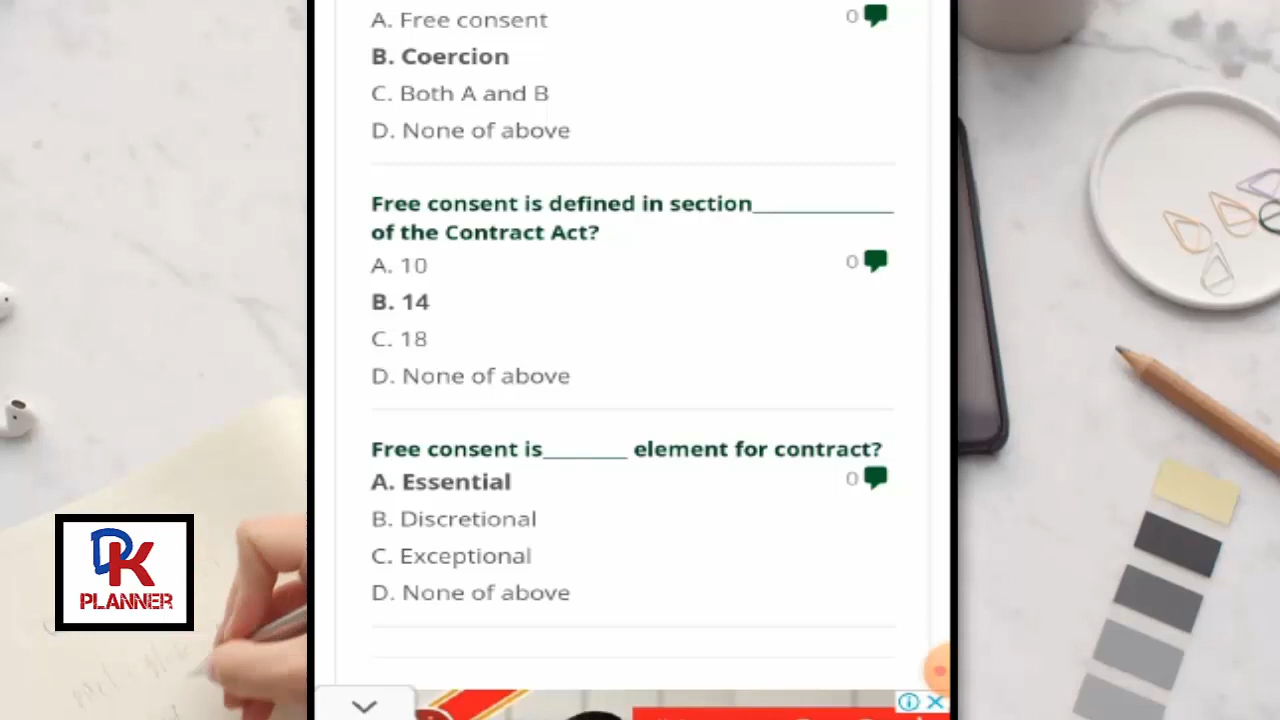 A. Free consent
0
B. Coercion
C. Both A and B
D. None of above
Free consent is defined in section____________
of the Contract Act?
A. 10
0
B. 14
C. 18
D. None of above
Free consent is_______ element for contract?
A. Essential
0
B. Discretional
C. Exceptional
D. None of above
DK
PLANNER